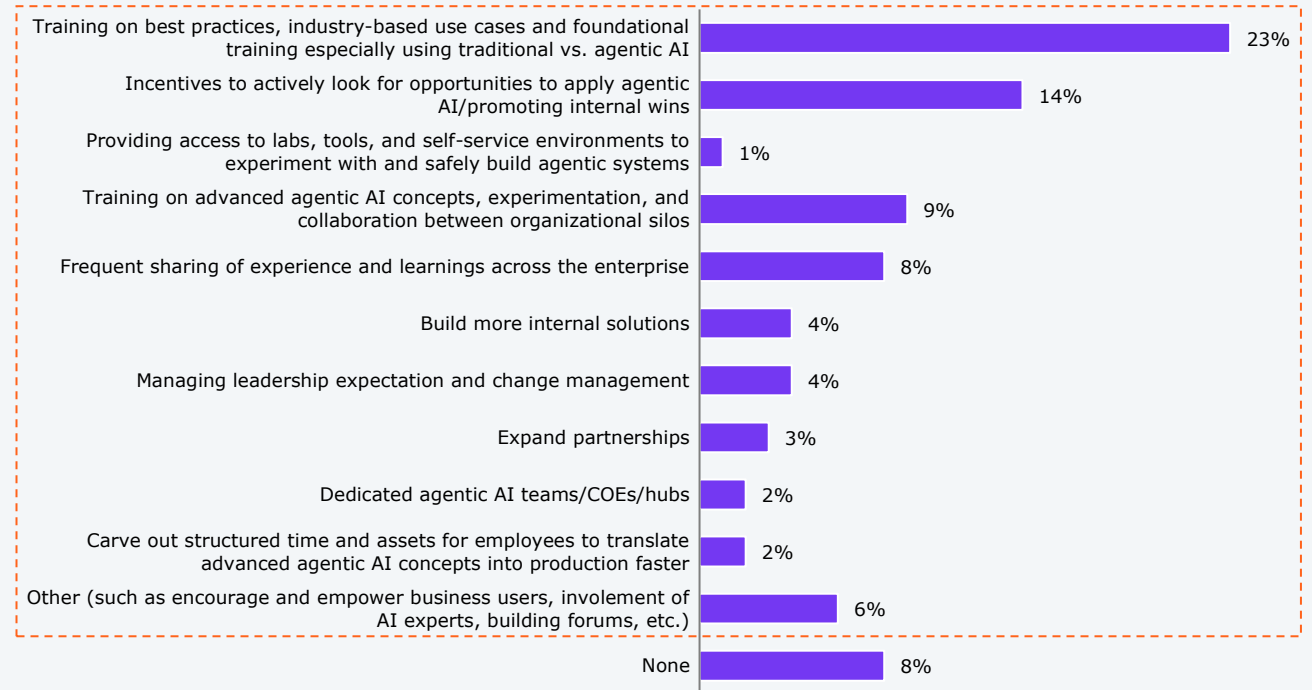 Training on best practices, industry-based use cases and foundational
training especially using traditional vs. agentic AI
23%
Incentives to actively look for opportunities to apply agentic
AI/promoting internal wins
14%
Providing access to labs, tools, and self-service environments to
experiment with and safely build agentic systems
1%
Training on advanced agentic AI concepts, experimentation, and
collaboration between organizational silos
9%
Frequent sharing of experience and learnings across the enterprise
8%
Build more internal solutions
4%
Managing leadership expectation and change management
4%
Expand partnerships
3%
Dedicated agentic AI teams/COEs/hubs
2%
Carve out structured time and assets for employees to translate
advanced agentic AI concepts into production faster
2%
Other (such as encourage and empower business users, involement of
AI experts, building forums, etc.)
6%
None
8%